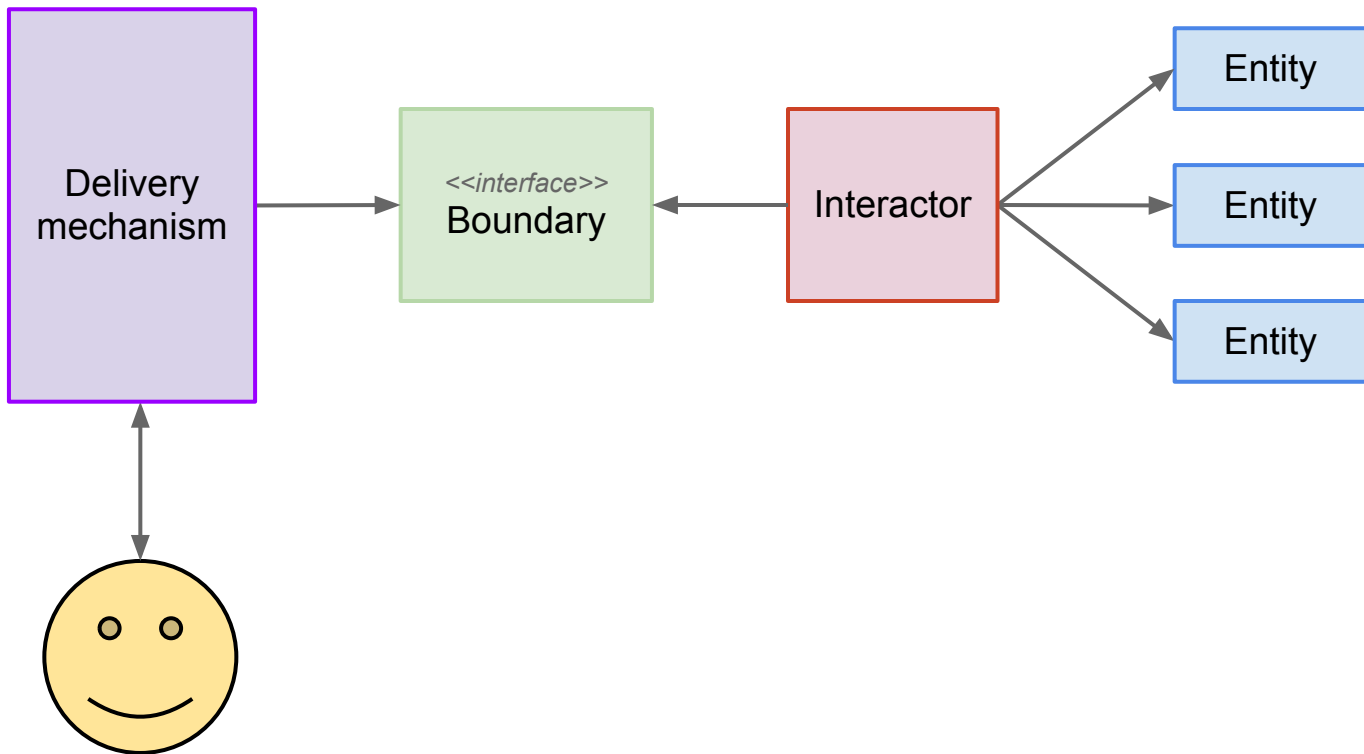 Delivery
mechanism
<<interface>>
Boundary
Interactor
Entity
Entity
Entity